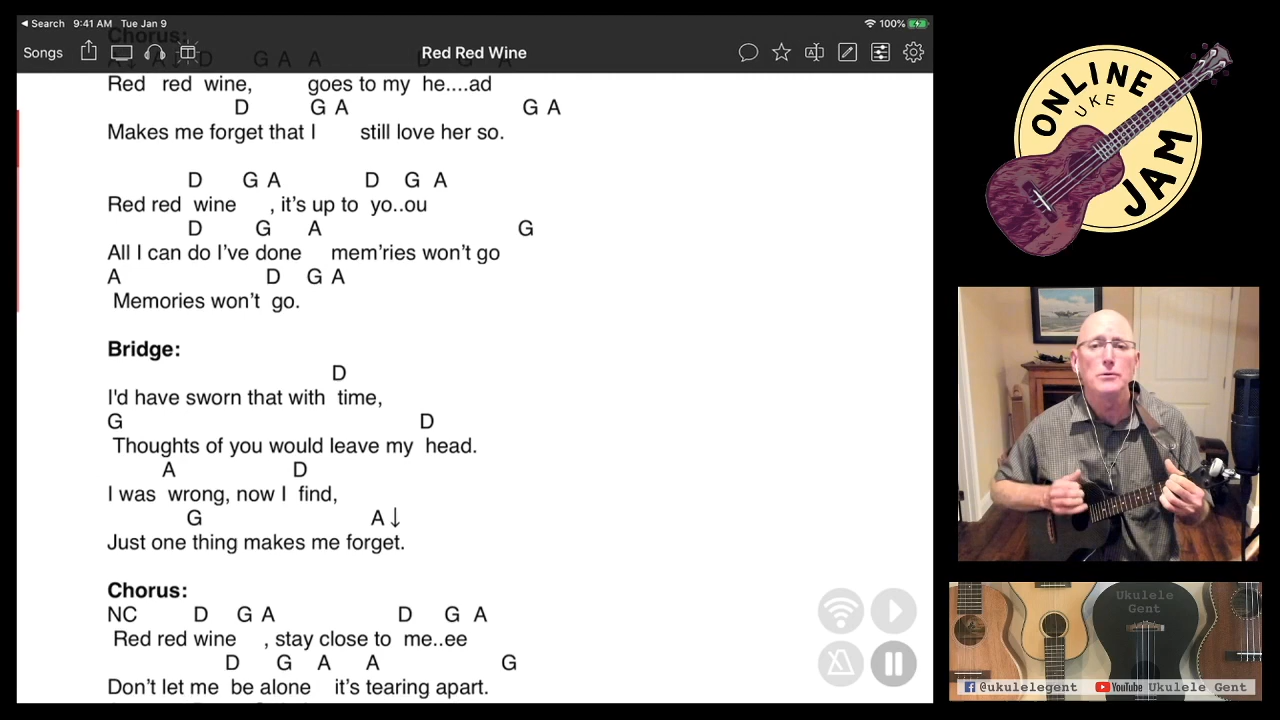 ◀ Search 9:41 AM Tue Jan 9 100%
Songs Red Red Wine
Chorus:
A↓ A↓ D G A A D G A
Red red wine, goes to my he....ad
D G A G A
Makes me forget that I still love her so.
D G A D G A
Red red wine , it’s up to yo..ou
D G A G
All I can do I’ve done mem’ries won’t go
A D G A
Memories won’t go.
Bridge:
D
I'd have sworn that with time,
G D
Thoughts of you would leave my head.
A D
I was wrong, now I find,
G A↓
Just one thing makes me forget.
Chorus:
NC D G A D G A
Red red wine , stay close to me..ee
D G A A G
Don’t let me be alone it’s tearing apart.
ONLINE
UKE
JAM
Ukulele
Gent
@ukulelegent YouTube Ukulele Gent